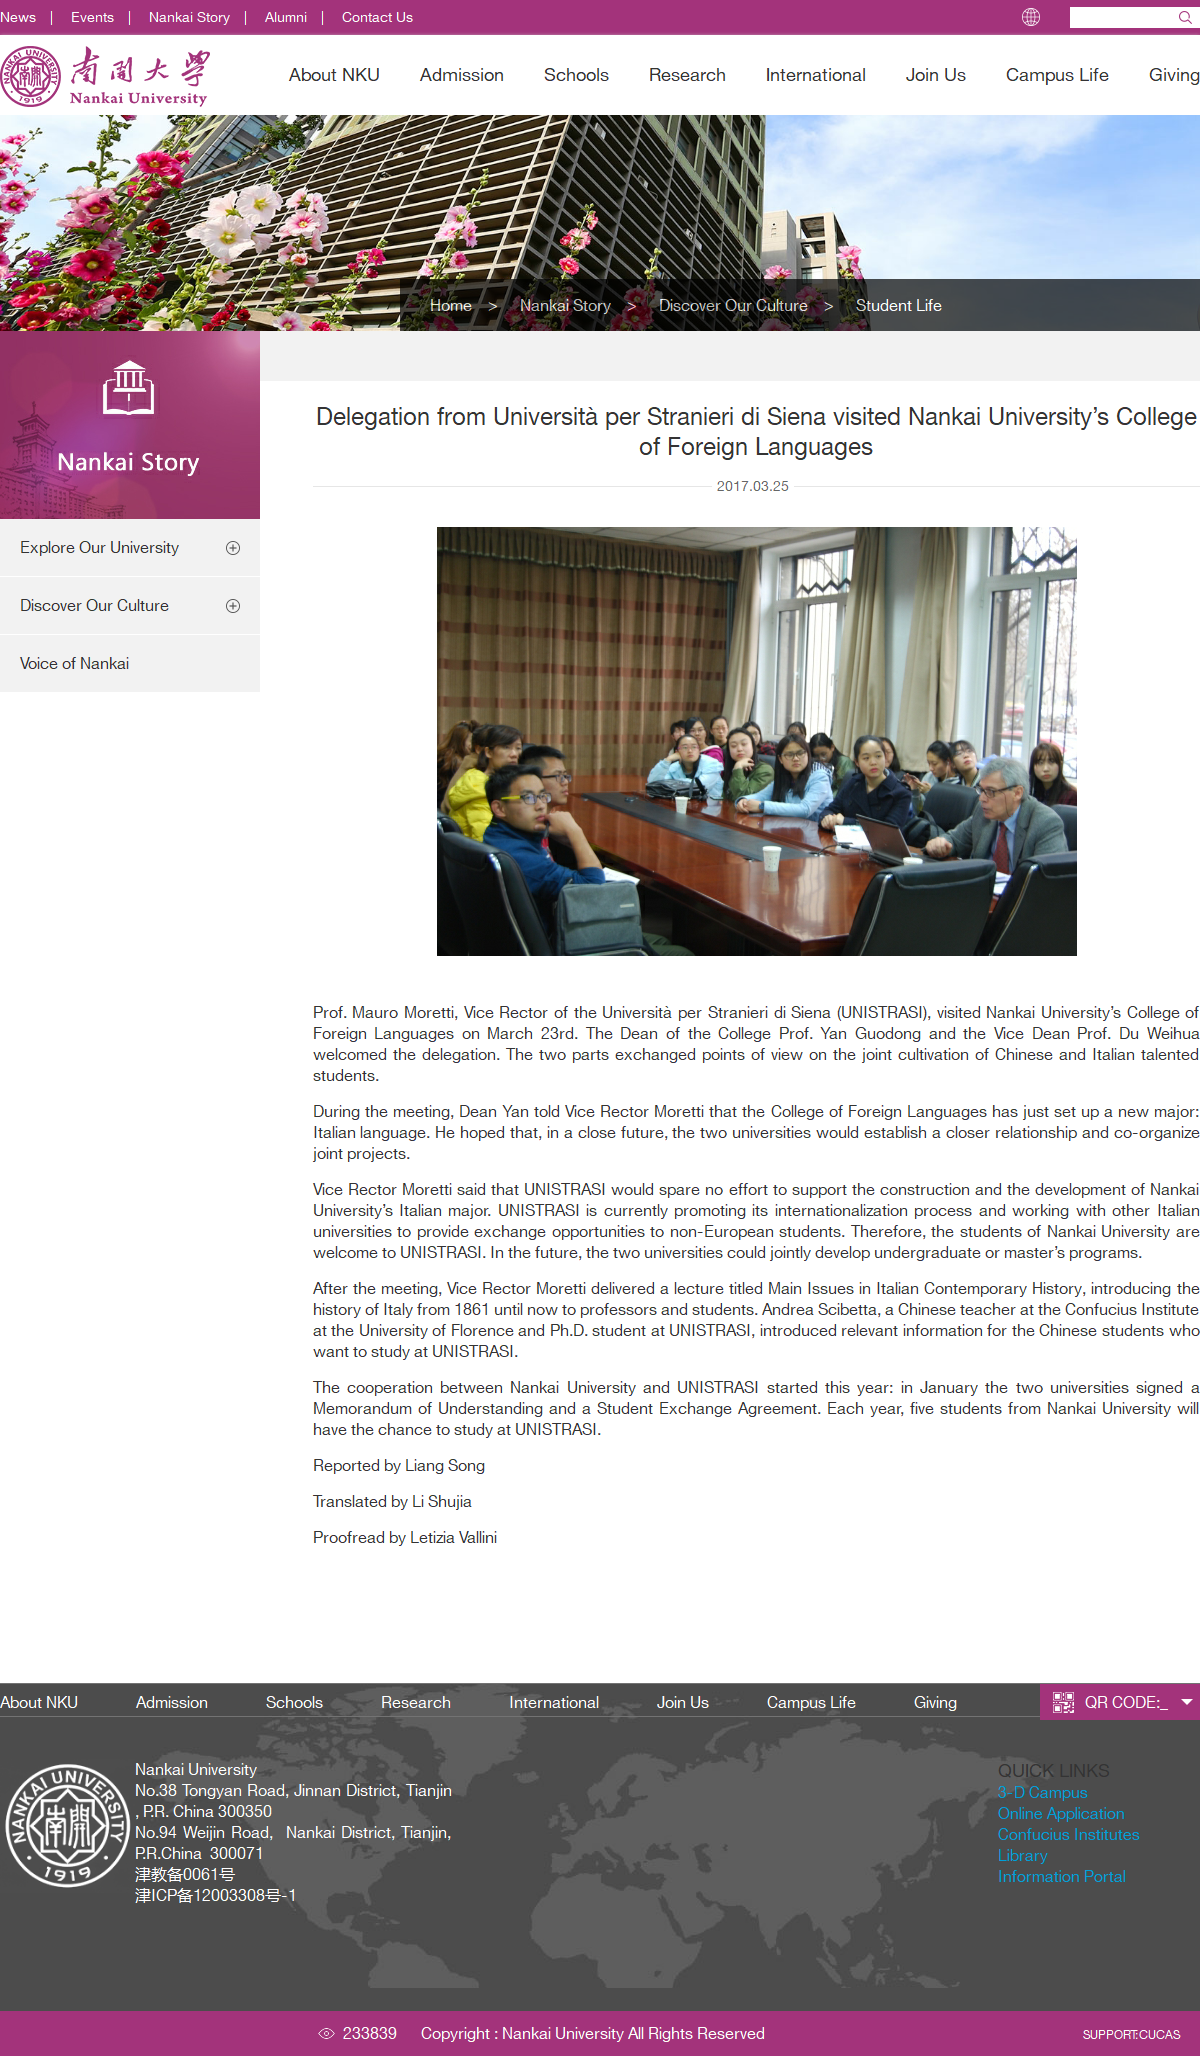 News | Events | Nankai Story | Alumni | Contact Us
NANKAI UNIVERSITY
1919
南开大学
Nankai University
About NKU Admission Schools Research International Join Us Campus Life Giving
Home > Nankai Story > Discover Our Culture > Student Life
Nankai Story
Explore Our University
Discover Our Culture
Voice of Nankai
Delegation from Università per Stranieri di Siena visited Nankai University’s College
of Foreign Languages
2017.03.25
Prof. Mauro Moretti, Vice Rector of the Università per Stranieri di Siena (UNISTRASI), visited Nankai University’s College of
Foreign Languages on March 23rd. The Dean of the College Prof. Yan Guodong and the Vice Dean Prof. Du Weihua
welcomed the delegation. The two parts exchanged points of view on the joint cultivation of Chinese and Italian talented
students.
During the meeting, Dean Yan told Vice Rector Moretti that the College of Foreign Languages has just set up a new major:
Italian language. He hoped that, in a close future, the two universities would establish a closer relationship and co-organize
joint projects.
Vice Rector Moretti said that UNISTRASI would spare no effort to support the construction and the development of Nankai
University’s Italian major. UNISTRASI is currently promoting its internationalization process and working with other Italian
universities to provide exchange opportunities to non-European students. Therefore, the students of Nankai University are
welcome to UNISTRASI. In the future, the two universities could jointly develop undergraduate or master’s programs.
After the meeting, Vice Rector Moretti delivered a lecture titled Main Issues in Italian Contemporary History, introducing the
history of Italy from 1861 until now to professors and students. Andrea Scibetta, a Chinese teacher at the Confucius Institute
at the University of Florence and Ph.D. student at UNISTRASI, introduced relevant information for the Chinese students who
want to study at UNISTRASI.
The cooperation between Nankai University and UNISTRASI started this year: in January the two universities signed a
Memorandum of Understanding and a Student Exchange Agreement. Each year, five students from Nankai University will
have the chance to study at UNISTRASI.
Reported by Liang Song
Translated by Li Shujia
Proofread by Letizia Vallini
About NKU Admission Schools Research International Join Us Campus Life Giving QR CODE:_
NANKAI UNIVERSITY
1919
Nankai University
No.38 Tongyan Road, Jinnan District, Tianjin
, P.R. China 300350
No.94 Weijin Road, Nankai District, Tianjin,
P.R.China 300071
津教备0061号
津ICP备12003308号-1
QUICK LINKS
3-D Campus
Online Application
Confucius Institutes
Library
Information Portal
233839 Copyright : Nankai University All Rights Reserved
SUPPORT:CUCAS